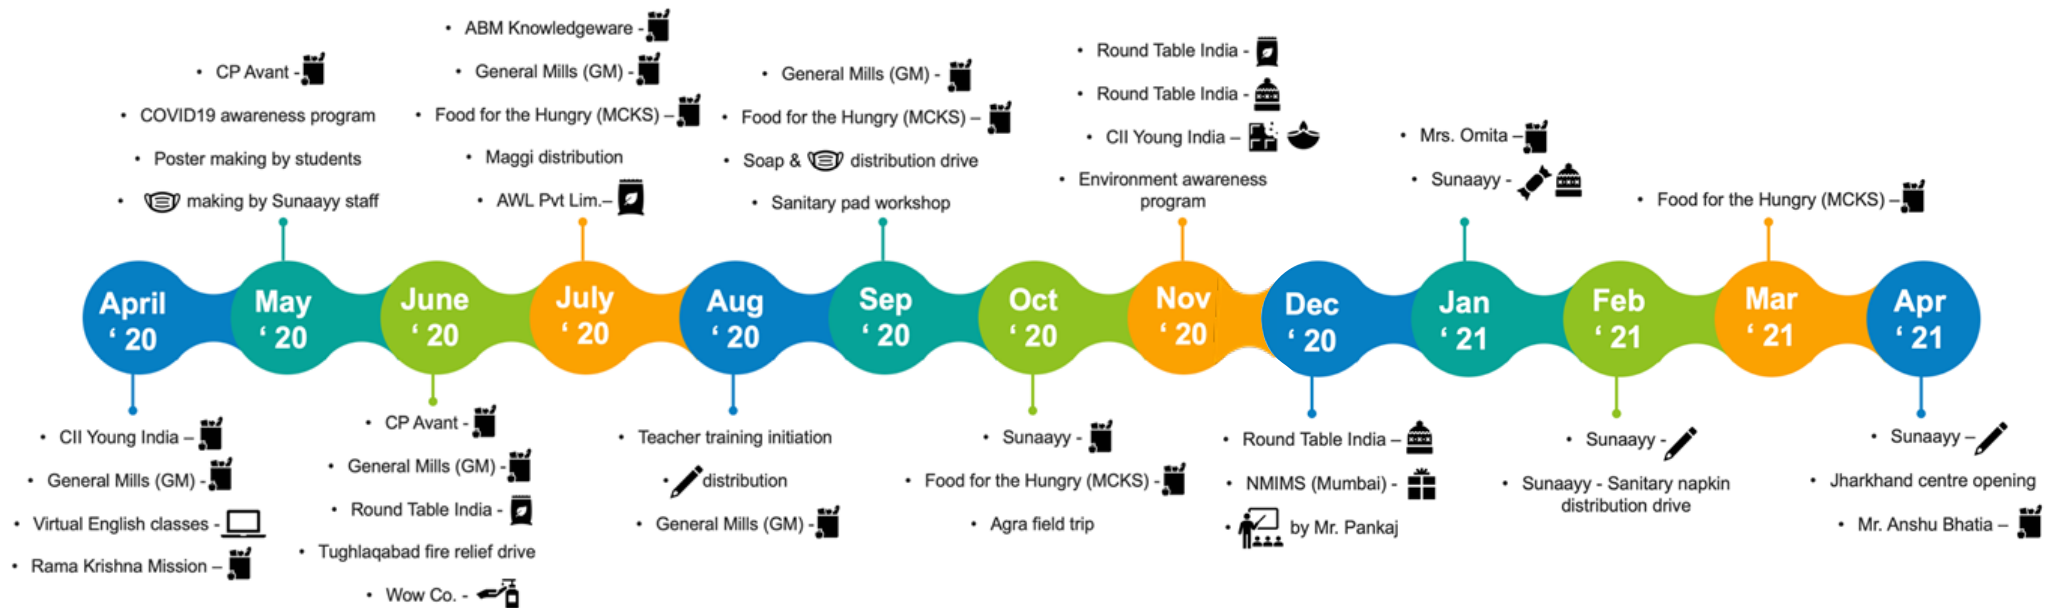 • ABM Knowledgeware -
• General Mills (GM) -
• Food for the Hungry (MCKS) –
• Maggi distribution
• AWL Pvt Lim.–
• CP Avant -
• COVID19 awareness program
• Poster making by students
• making by Sunaayy staff
• General Mills (GM) -
• Food for the Hungry (MCKS) –
• Soap & distribution drive
• Sanitary pad workshop
• Round Table India -
• Round Table India -
• CII Young India –
• Environment awareness
program
• Mrs. Omita –
• Sunaayy -
• Food for the Hungry (MCKS) –
April
‘ 20
May
‘ 20
June
‘ 20
July
‘ 20
Aug
‘ 20
Sep
‘ 20
Oct
‘ 20
Nov
‘ 20
Dec
‘ 20
Jan
‘ 21
Feb
‘ 21
Mar
‘ 21
Apr
‘ 21
• CII Young India –
• General Mills (GM) -
• Virtual English classes -
• Rama Krishna Mission –
• CP Avant -
• General Mills (GM) -
• Round Table India -
• Tughlaqabad fire relief drive
• Wow Co. -
• Teacher training initiation
• distribution
• General Mills (GM) -
• Sunaayy -
• Food for the Hungry (MCKS) -
• Agra field trip
• Round Table India –
• NMIMS (Mumbai) -
• by Mr. Pankaj
• Sunaayy -
• Sunaayy - Sanitary napkin
distribution drive
• Sunaayy –
• Jharkhand centre opening
• Mr. Anshu Bhatia –